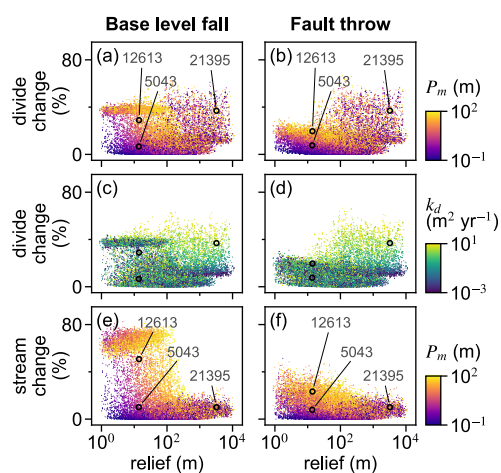 Base level fall
Fault throw
(a)
12613
5043
21395
(b)
12613
5043
21395
divide
change
(%)
80
0
P_m (m)
10^2
10^-1
(c)
(d)
divide
change
(%)
80
0
k_d
(m^2 yr^-1)
10^1
10^-3
(e)
12613
5043
21395
(f)
12613
5043
21395
stream
change
(%)
80
0
P_m (m)
10^2
10^-1
10^0
10^2
10^4
10^0
10^2
10^4
relief (m)
relief (m)